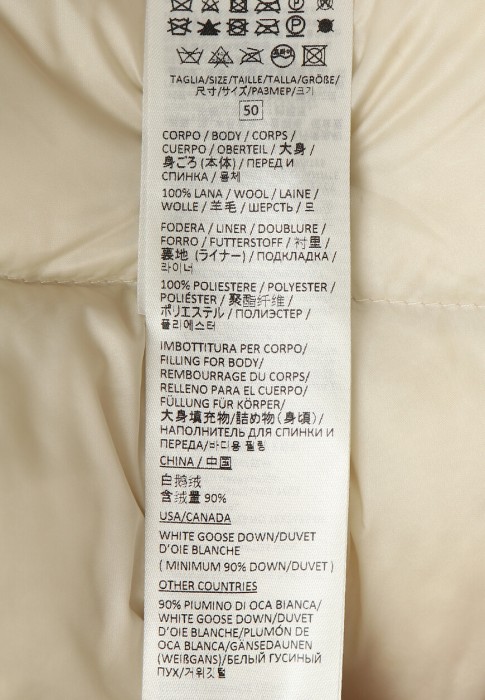 TAGLIA/SIZE/TAILLE/TALLA/GRÖßE/
尺寸/サイズ/РАЗМЕР/크기
50
CORPO / BODY / CORPS /
CUERPO / OBERTEIL / 大身 /
身ごろ (本体) / ПЕРЕД И
СПИНКА / 몸체
100% LANA / WOOL / LAINE /
WOLLE / 羊毛 / ШЕРСТЬ / 모
FODERA / LINER / DOUBLURE /
FORRO / FUTTERSTOFF / 衬里 /
裏地 (ライナー) / ПОДКЛАДКА /
라이너
100% POLIESTERE / POLYESTER /
POLIÉSTER / 聚酯纤维 /
ポリエステル / ПОЛИЭСТЕР /
폴리에스터
IMBOTTITURA PER CORPO/
FILLING FOR BODY/
REMBOURRAGE DU CORPS/
RELLENO PARA EL CUERPO/
FÜLLUNG FÜR KÖRPER/
大身填充物/詰め物(身頃)/
НАПОЛНИТЕЛЬ ДЛЯ СПИНКИ И
ПЕРЕДА/바디용 필링
CHINA / 中国
白鹅绒
含绒量 90%
USA/CANADA
WHITE GOOSE DOWN/DUVET
D'OIE BLANCHE
( MINIMUM 90% DOWN/DUVET )
OTHER COUNTRIES
90% PIUMINO DI OCA BIANCA/
WHITE GOOSE DOWN/DUVET
D'OIE BLANCHE/PLUMÓN DE
OCA BLANCA/GÄNSEDAUNEN
(WEIßGANS)/БЕЛЫЙ ГУСИНЫЙ
ПУХ/거위깃털